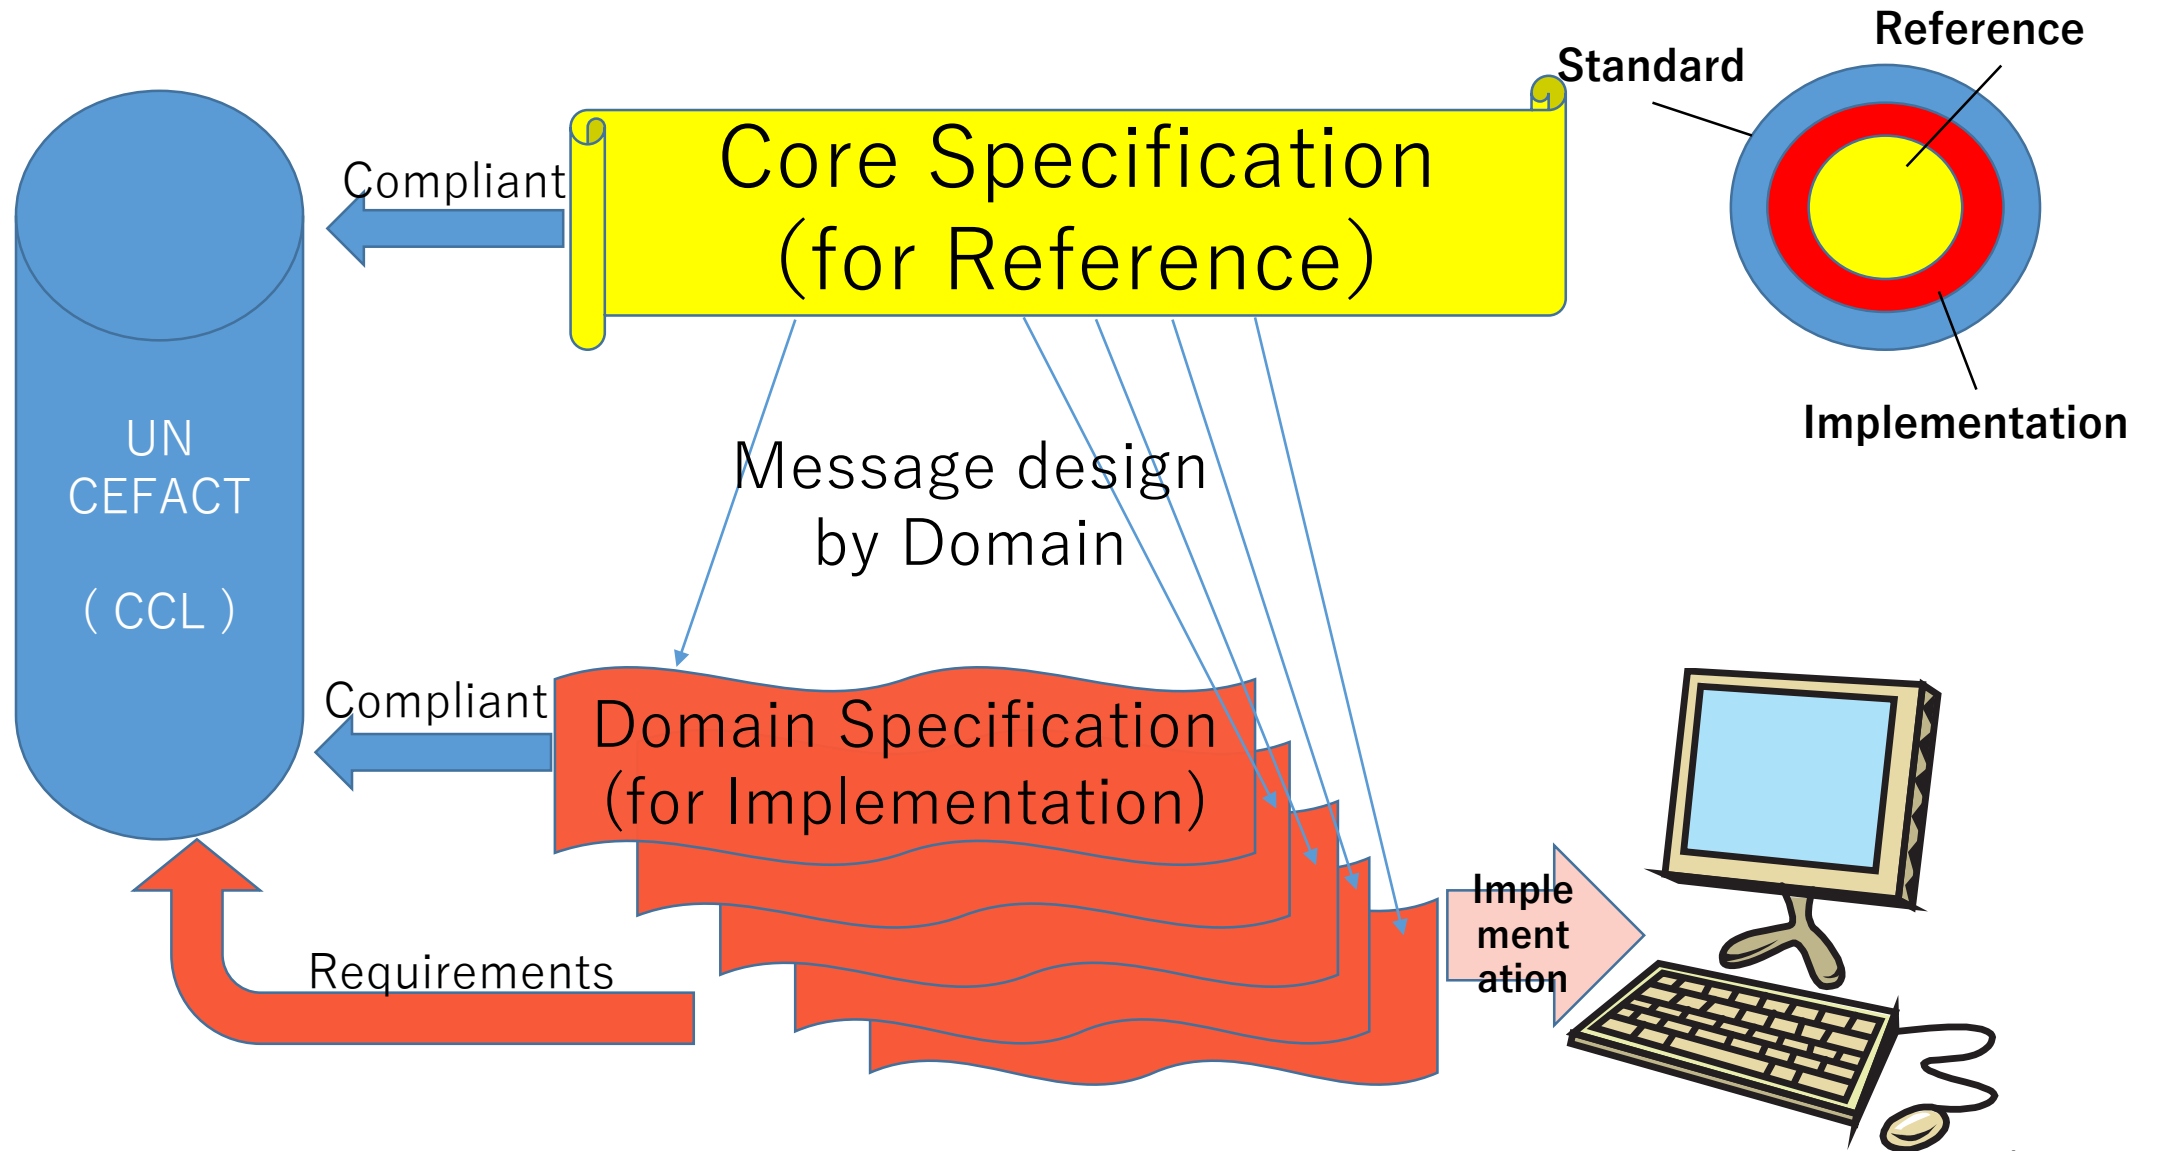 Reference
Standard
Core Specification
(for Reference)
Compliant
Implementation
UN
CEFACT
( CCL )
Message design
by Domain
Compliant
Domain Specification
(for Implementation)
Imple
ment
ation
Requirements